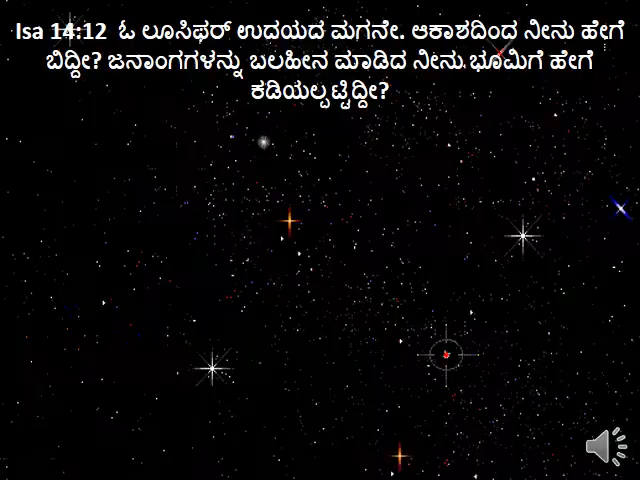 Isa 14:12 ಓ ಲೂಸಿಫರ್ ಉದಯದ ಮಗನೇ. ಆಕಾಶದಿಂದ ನೀನು ಹೇಗೆ
ಬಿದ್ದೀ? ಜನಾಂಗಗಳನ್ನು ಬಲಹೀನ ಮಾಡಿದ ನೀನು ಭೂಮಿಗೆ ಹೇಗೆ
ಕಡಿಯಲ್ಪಟ್ಟಿದ್ದೀ?